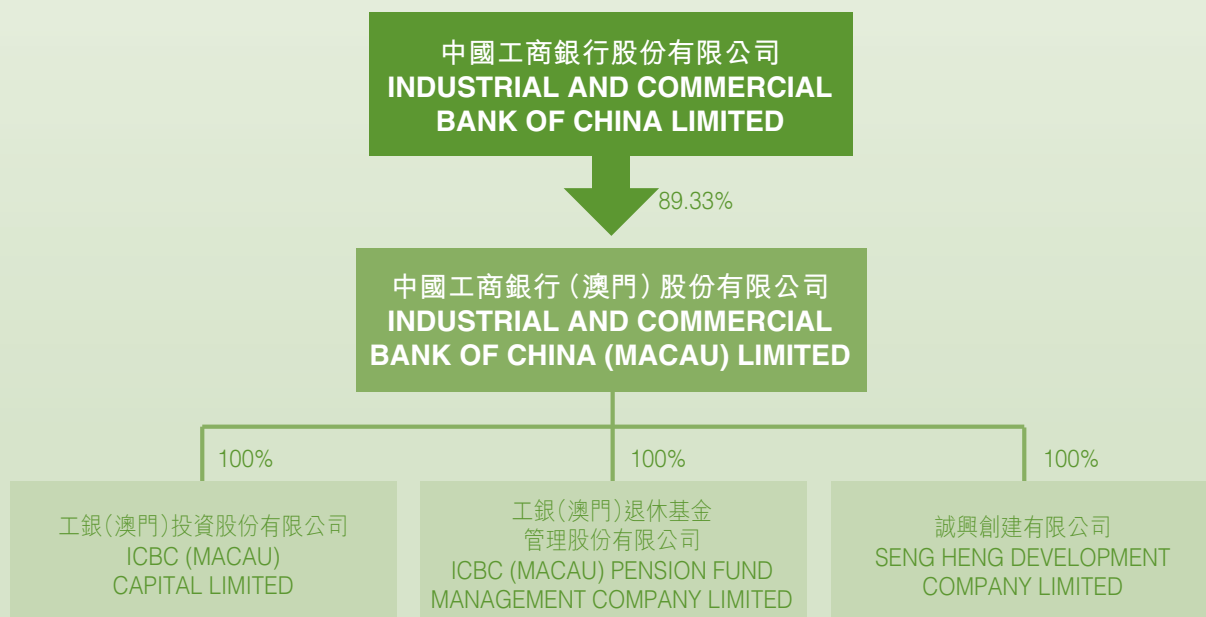 中國工商銀行股份有限公司
INDUSTRIAL AND COMMERCIAL
BANK OF CHINA LIMITED
89.33%
中國工商銀行（澳門）股份有限公司
INDUSTRIAL AND COMMERCIAL
BANK OF CHINA (MACAU) LIMITED
100%
工銀（澳門）投資股份有限公司
ICBC (MACAU)
CAPITAL LIMITED
100%
工銀（澳門）退休基金
管理股份有限公司
ICBC (MACAU) PENSION FUND
MANAGEMENT COMPANY LIMITED
100%
誠興創建有限公司
SENG HENG DEVELOPMENT
COMPANY LIMITED